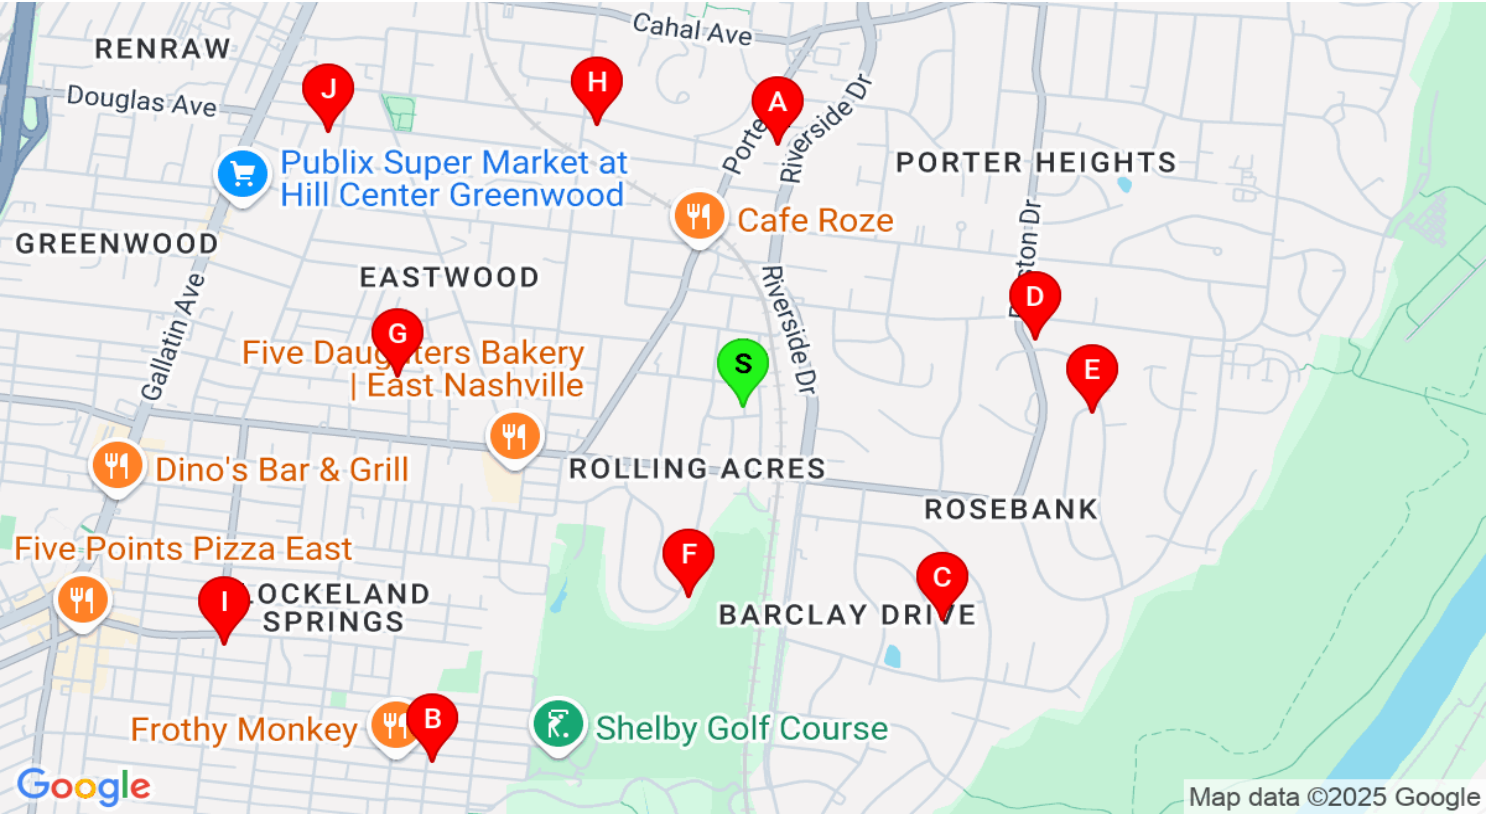 Cahal Ave
RENRAW
J
H
Douglas Ave
A
Porte
Riverside Dr
Publix Super Market at
Hill Center Greenwood
PORTER HEIGHTS
Cafe Roze
GREENWOOD
EASTWOOD
Gallatin Ave
Riverside Dr
D
G
Five Daughters Bakery
| East Nashville
S
E
Dino's Bar & Grill
ROLLING ACRES
ROSEBANK
Five Points Pizza East
F
I
LOCKELAND
SPRINGS
C
BARCLAY DRIVE
Frothy Monkey
B
Shelby Golf Course
Google
Map data ©2025 Google